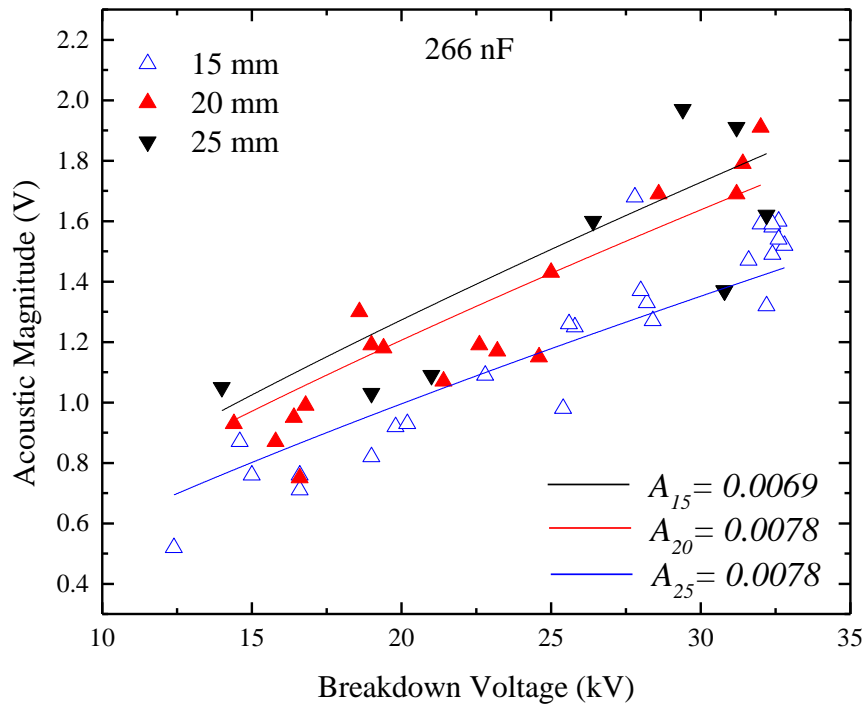 266 nF
15 mm
20 mm
25 mm
2.2
2.0
1.8
1.6
1.4
1.2
1.0
0.8
0.6
0.4
Acoustic Magnitude (V)
A15= 0.0069
A20= 0.0078
A25= 0.0078
10 15 20 25 30 35
Breakdown Voltage (kV)